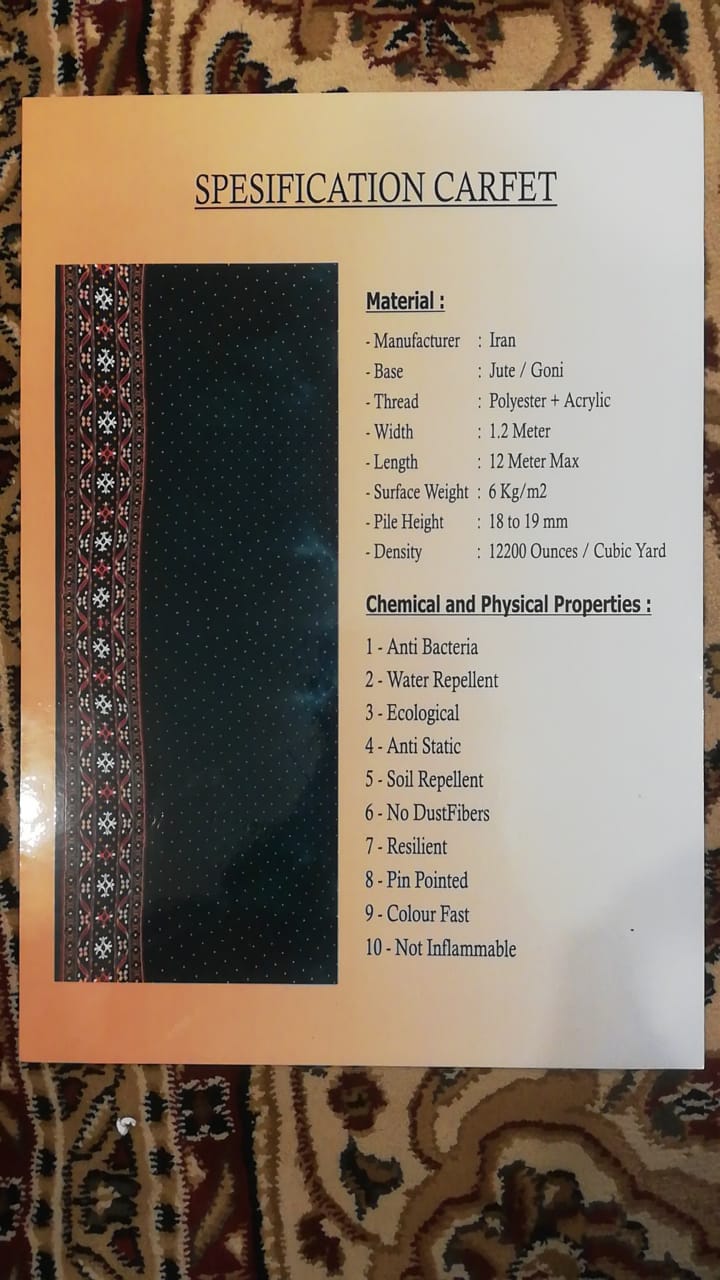 SPESIFICATION CARFET
Material :
- Manufacturer : Iran
- Base : Jute / Goni
- Thread : Polyester + Acrylic
- Width : 1.2 Meter
- Length : 12 Meter Max
- Surface Weight : 6 Kg/m2
- Pile Height : 18 to 19 mm
- Density : 12200 Ounces / Cubic Yard
Chemical and Physical Properties :
1 - Anti Bacteria
2 - Water Repellent
3 - Ecological
4 - Anti Static
5 - Soil Repellent
6 - No DustFibers
7 - Resilient
8 - Pin Pointed
9 - Colour Fast
10 - Not Inflammable